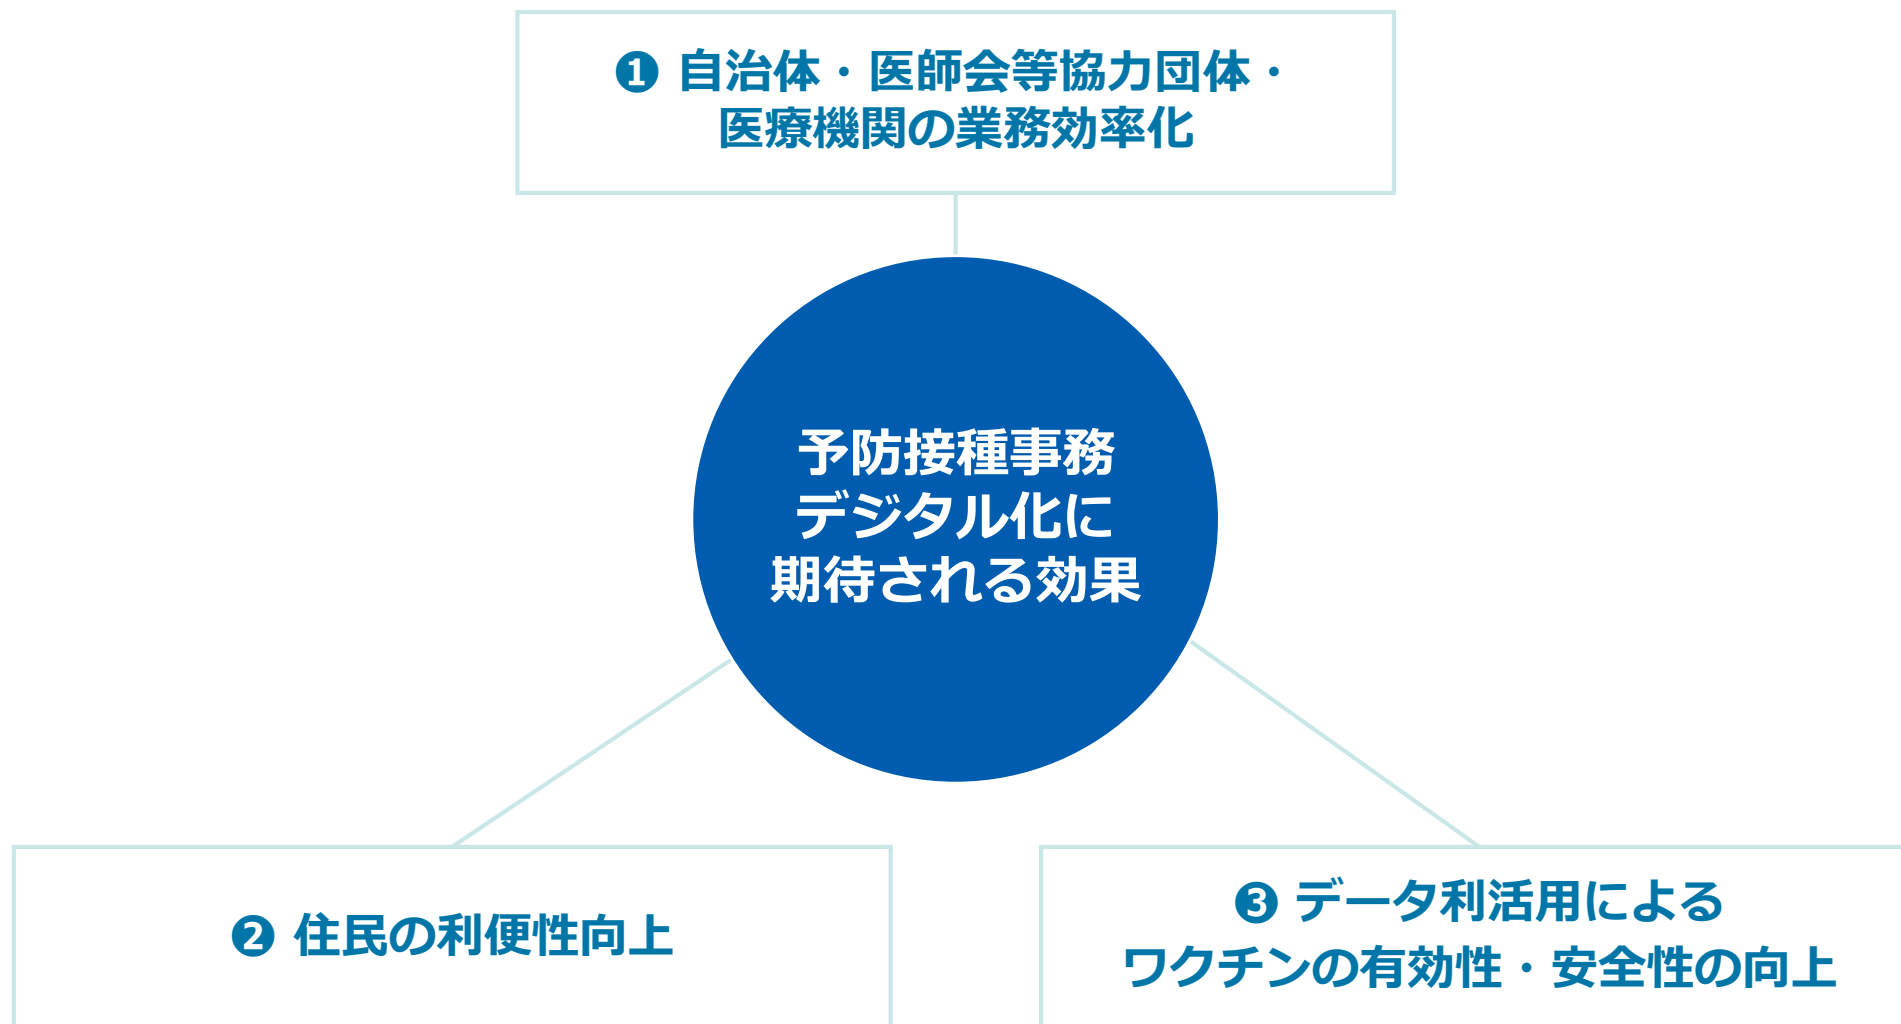 ❶ 自治体・医師会等協力団体・
医療機関の業務効率化
予防接種事務
デジタル化に
期待される効果
❷ 住民の利便性向上
❸ データ利活用による
ワクチンの有効性・安全性の向上